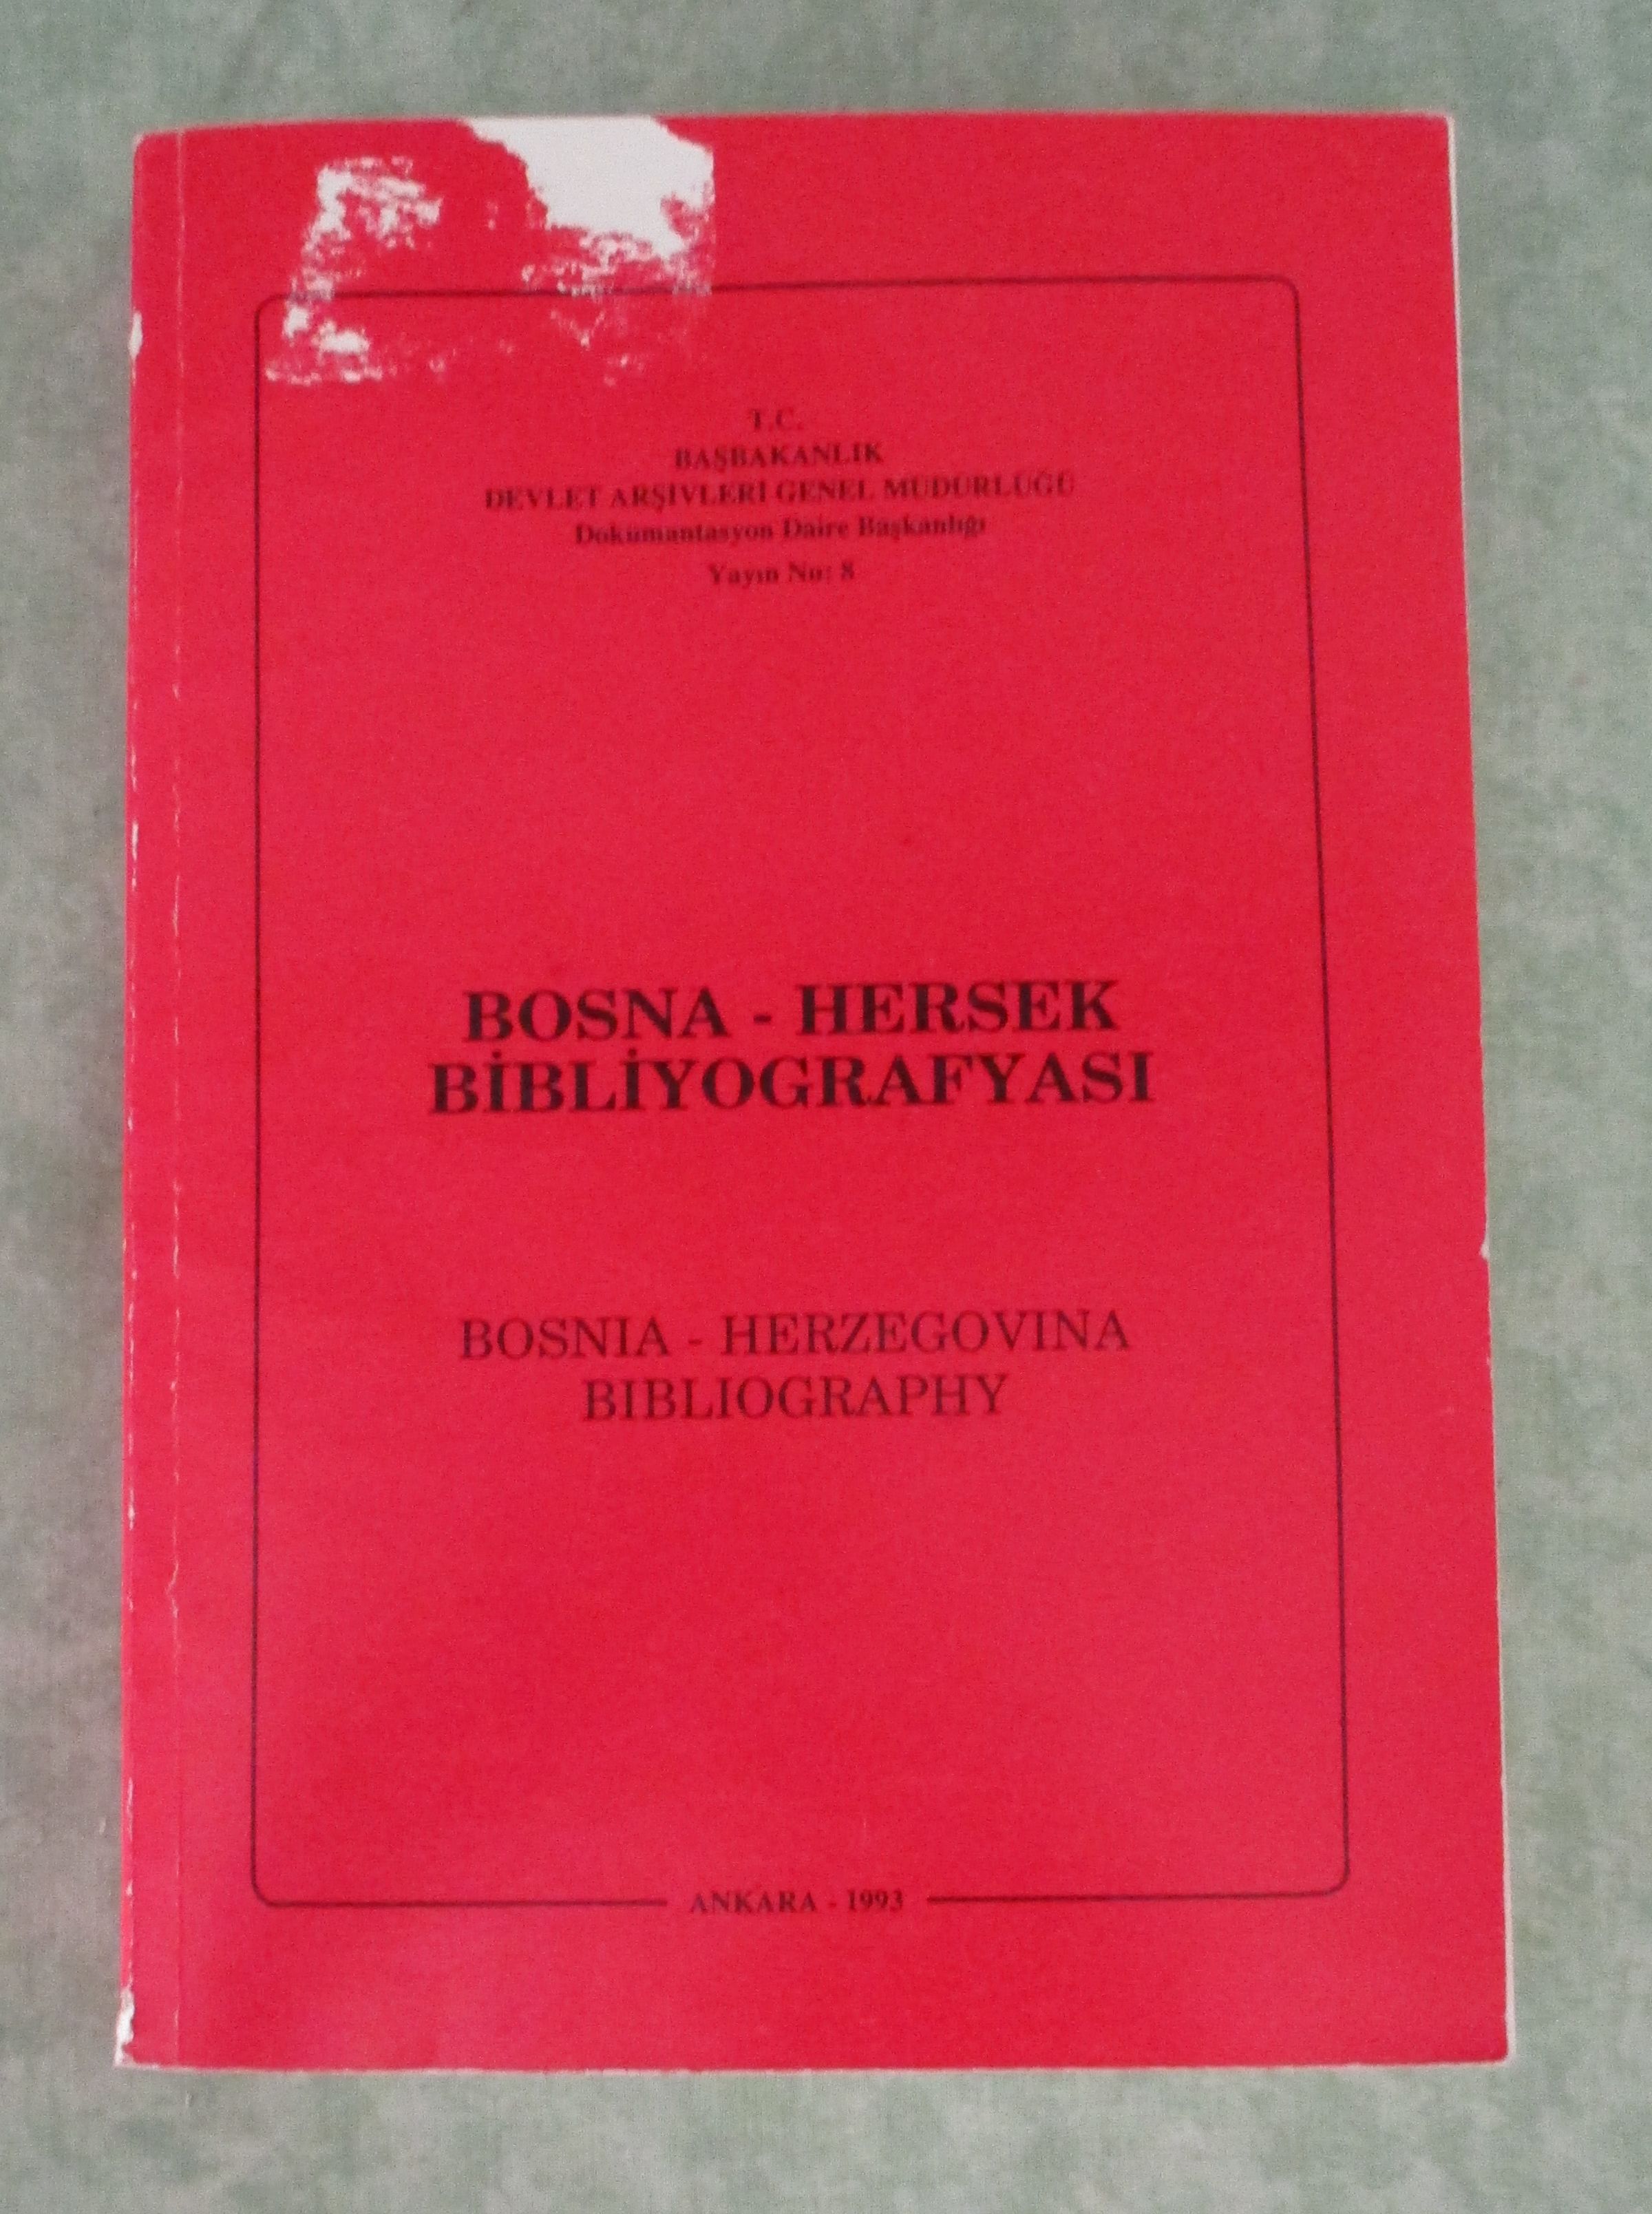 T.C.
BAŞBAKANLIK
DEVLET ARŞİVLERİ GENEL MÜDÜRLÜĞÜ
Dokümantasyon Daire Başkanlığı
Yayın No: 8
BOSNA - HERSEK
BİBLİYOGRAFYASI
BOSNIA - HERZEGOVINA
BIBLIOGRAPHY
ANKARA - 1993